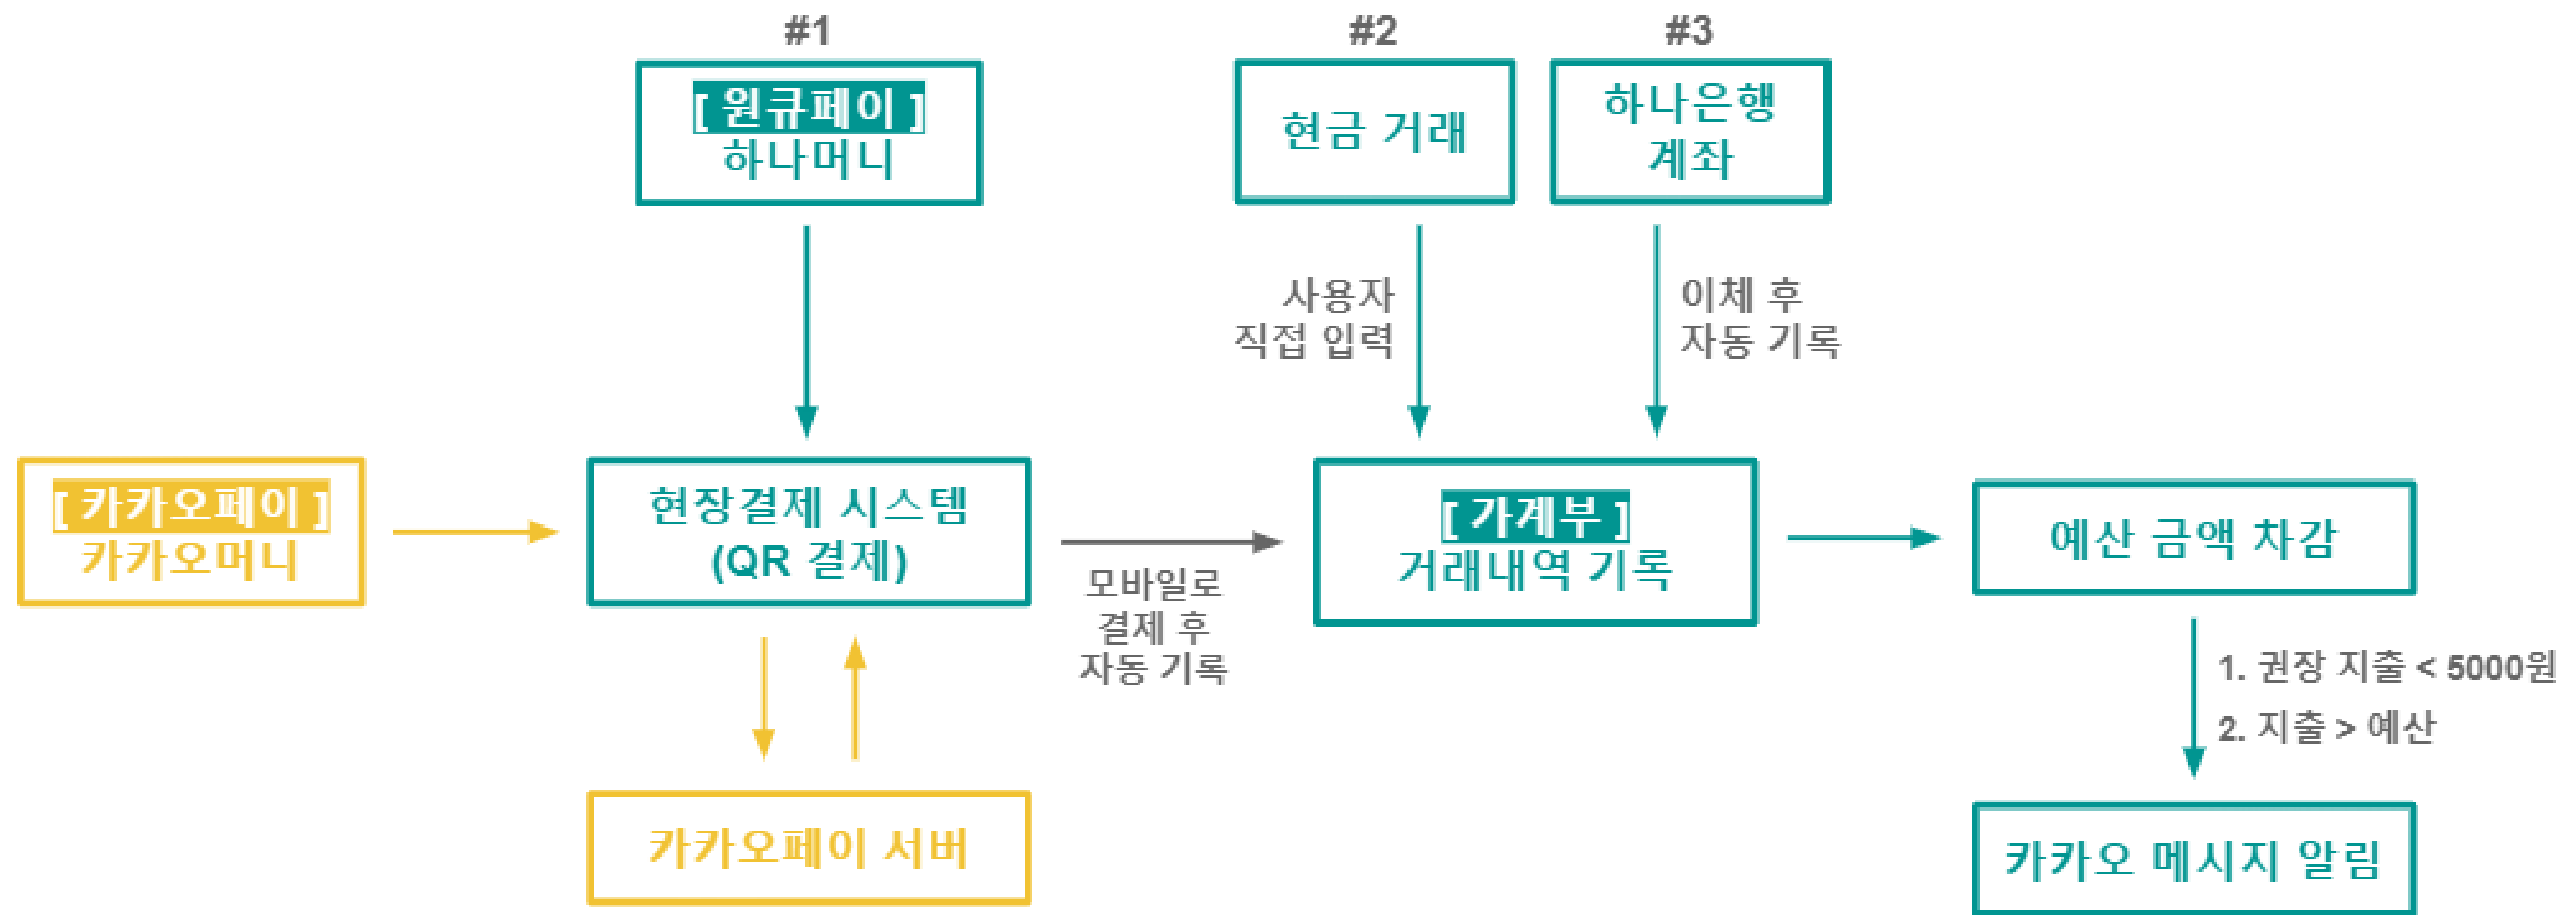 #1
#2
#3
[ 원큐페이 ]
하나머니
현금 거래
하나은행
계좌
사용자
직접 입력
이체 후
자동 기록
[ 카카오페이 ]
카카오머니
현장결제 시스템
(QR 결제)
모바일로
결제 후
자동 기록
[ 가계부 ]
거래내역 기록
예산 금액 차감
1. 권장 지출 < 5000원
2. 지출 > 예산
카카오페이 서버
카카오 메시지 알림